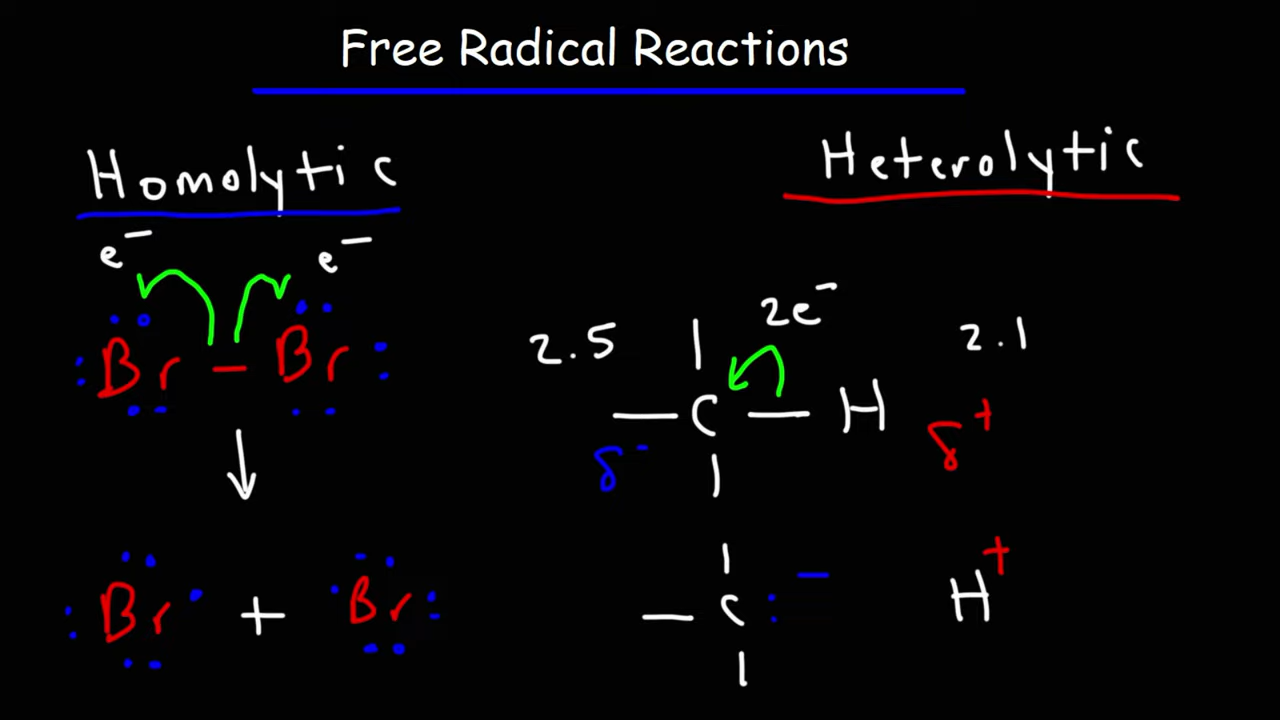 Free Radical Reactions
Homolytic
Heterolytic
e⁻ e⁻
Br – Br
Br + Br
2e⁻
2.5 2.1
C – H
δ⁻ δ⁺
C⁻ H⁺